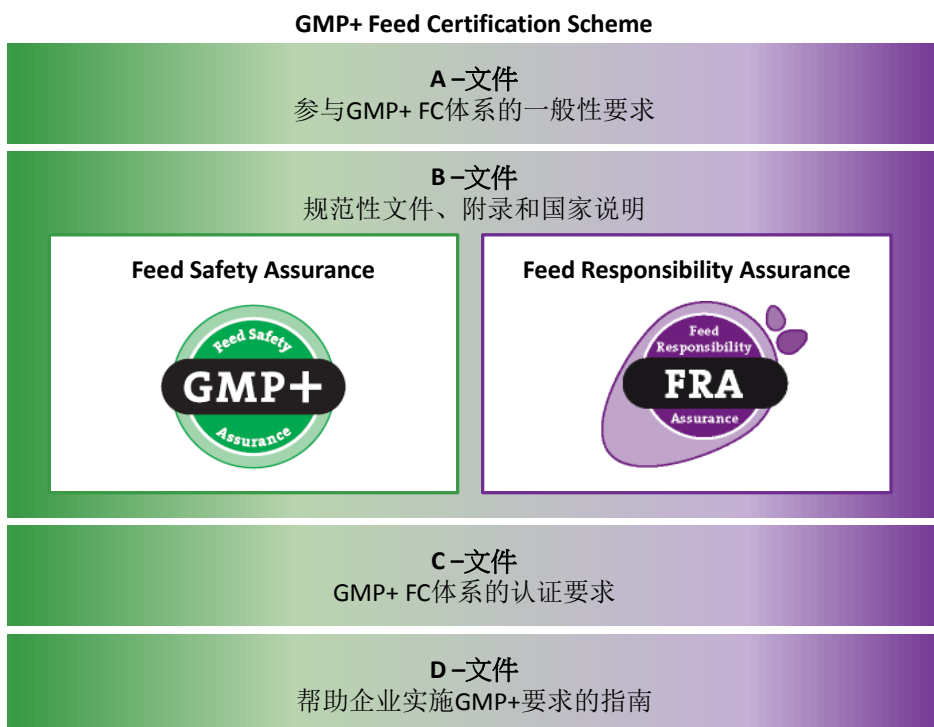 GMP+ Feed Certification Scheme
A –文件
参与GMP+ FC体系的一般性要求
B –文件
规范性文件、附录和国家说明
Feed Safety Assurance
Feed Safety
GMP+
Assurance
Feed Responsibility Assurance
Feed
Responsibility
FRA
Assurance
C –文件
GMP+ FC体系的认证要求
D –文件
帮助企业实施GMP+要求的指南